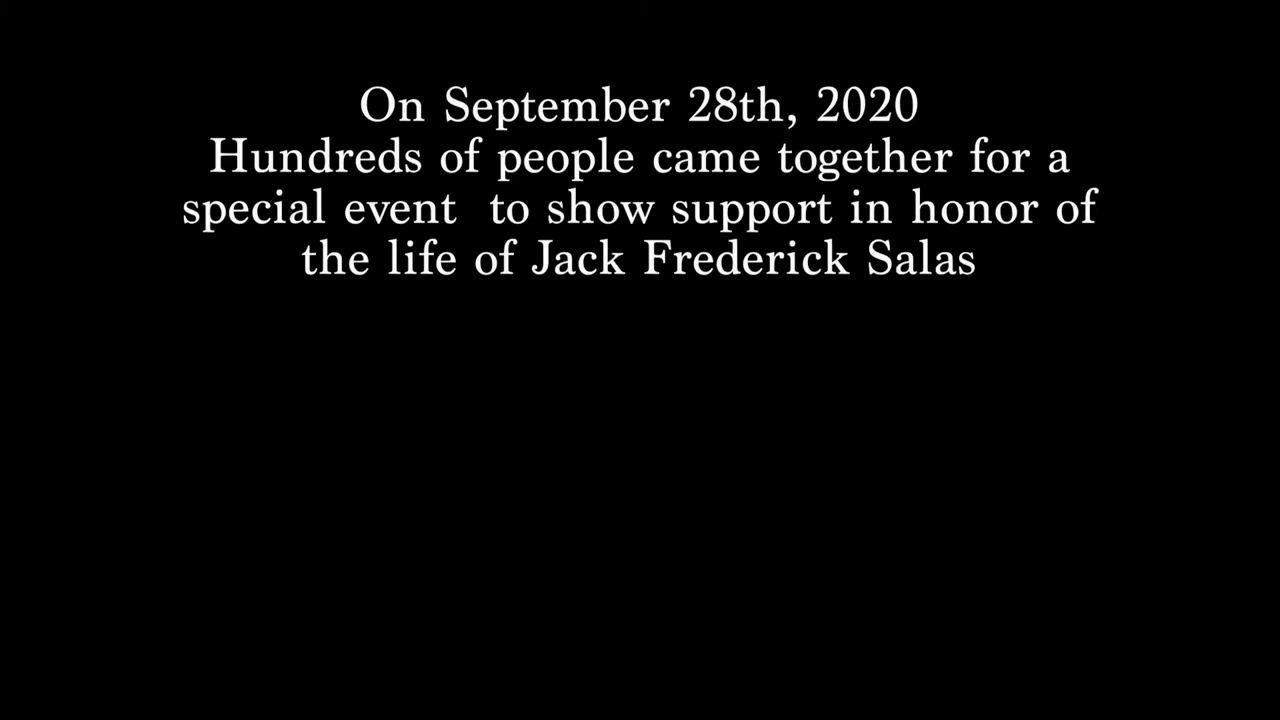 On September 28th, 2020
Hundreds of people came together for a
special event  to show support in honor of
the life of Jack Frederick Salas